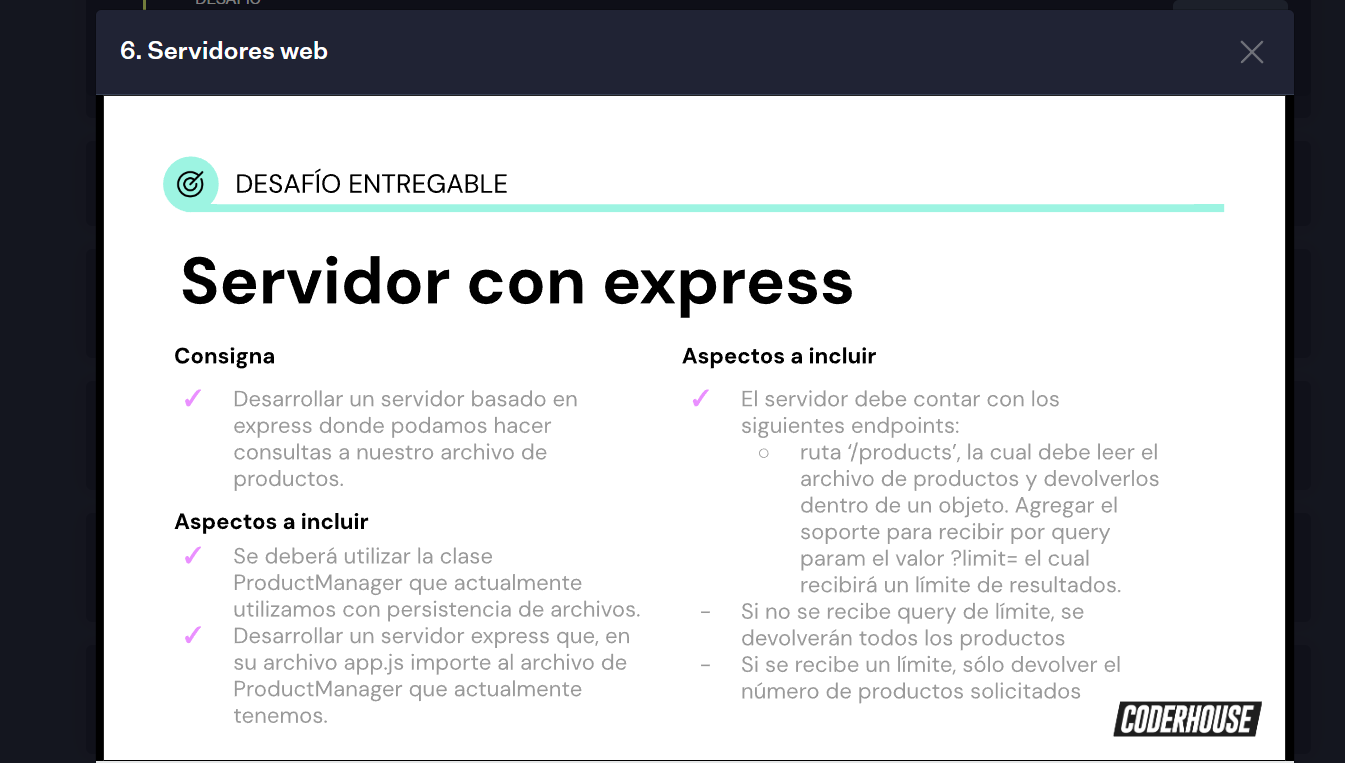 DESAFIO
6. Servidores web
DESAFÍO ENTREGABLE
Servidor con express
Consigna
✓ Desarrollar un servidor basado en
express donde podamos hacer
consultas a nuestro archivo de
productos.
Aspectos a incluir
✓ Se deberá utilizar la clase
ProductManager que actualmente
utilizamos con persistencia de archivos.
✓ Desarrollar un servidor express que, en
su archivo app.js importe al archivo de
ProductManager que actualmente
tenemos.
Aspectos a incluir
✓ El servidor debe contar con los
siguientes endpoints:
○ ruta ‘/products’, la cual debe leer el
archivo de productos y devolverlos
dentro de un objeto. Agregar el
soporte para recibir por query
param el valor ?limit= el cual
recibirá un límite de resultados.
- Si no se recibe query de límite, se
devolverán todos los productos
- Si se recibe un límite, sólo devolver el
número de productos solicitados
CODERHOUSE